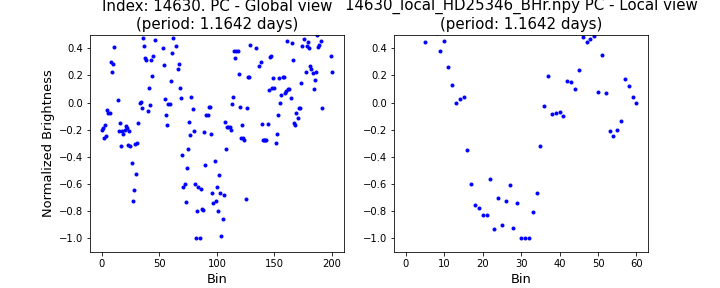 Index: 14630. PC - Global view
(period: 1.1642 days)
14630_local_HD25346_BHr.npy PC - Local view
(period: 1.1642 days)
Normalized Brightness
0.4
0.2
0.0
−0.2
−0.4
−0.6
−0.8
−1.0
0 50 100 150 200
Bin
0.4
0.2
0.0
−0.2
−0.4
−0.6
−0.8
−1.0
0 10 20 30 40 50 60
Bin